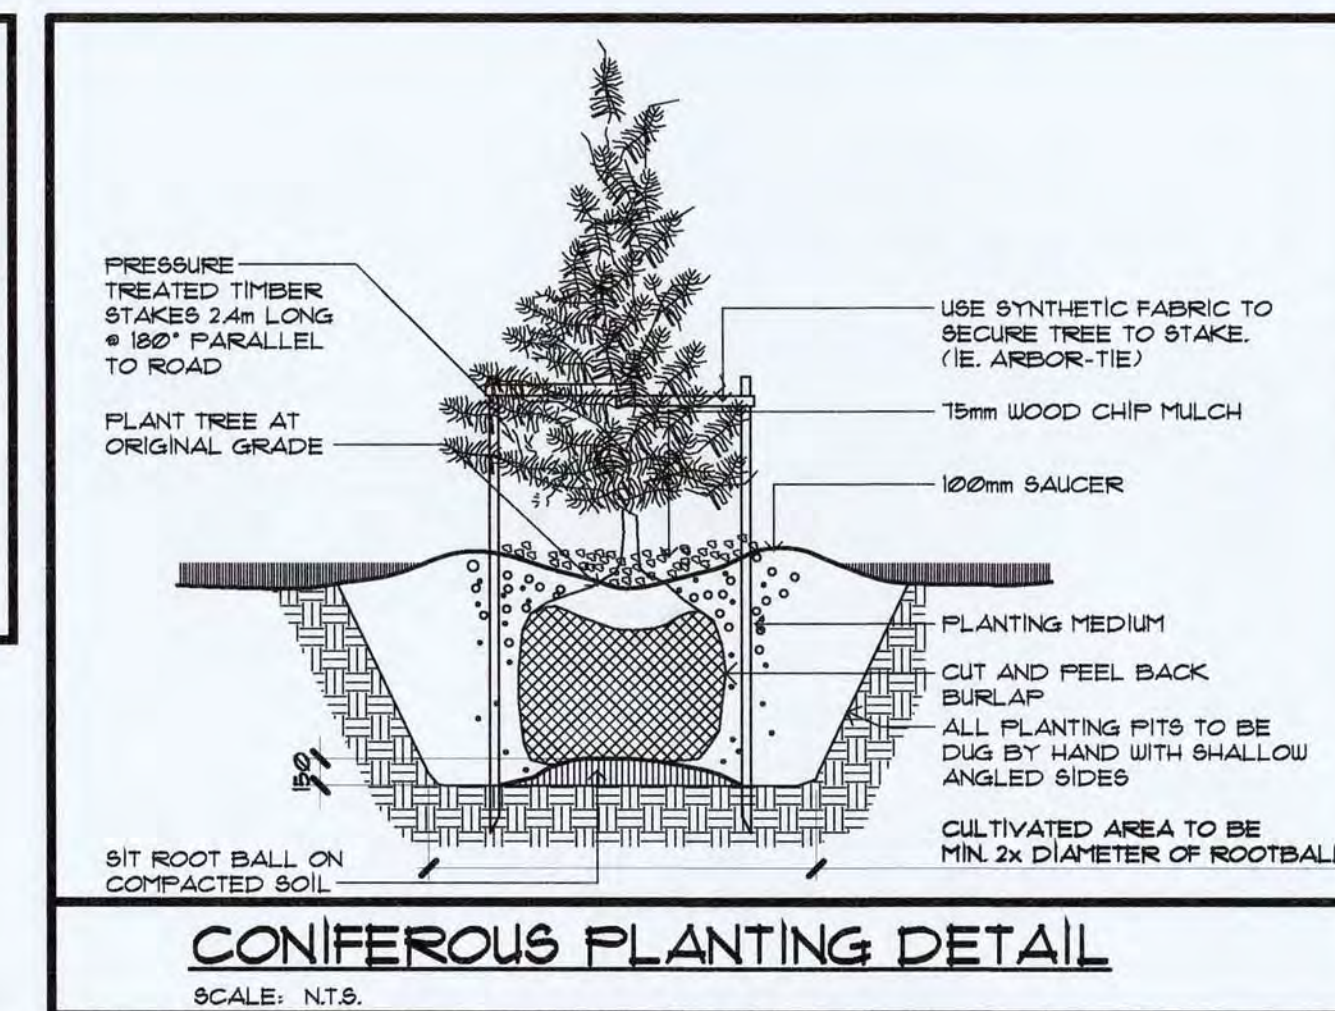 PRESSURE
TREATED TIMBER
STAKES 2.4m LONG
@ 180° PARALLEL
TO ROAD
PLANT TREE AT
ORIGINAL GRADE
USE SYNTHETIC FABRIC TO
SECURE TREE TO STAKE.
(IE. ARBOR-TIE)
75mm WOOD CHIP MULCH
100mm SAUCER
PLANTING MEDIUM
CUT AND PEEL BACK
BURLAP
ALL PLANTING PITS TO BE
DUG BY HAND WITH SHALLOW
ANGLED SIDES
CULTIVATED AREA TO BE
MIN. 2x DIAMETER OF ROOTBALL
150
SIT ROOT BALL ON
COMPACTED SOIL
CONIFEROUS PLANTING DETAIL
SCALE: N.T.S.